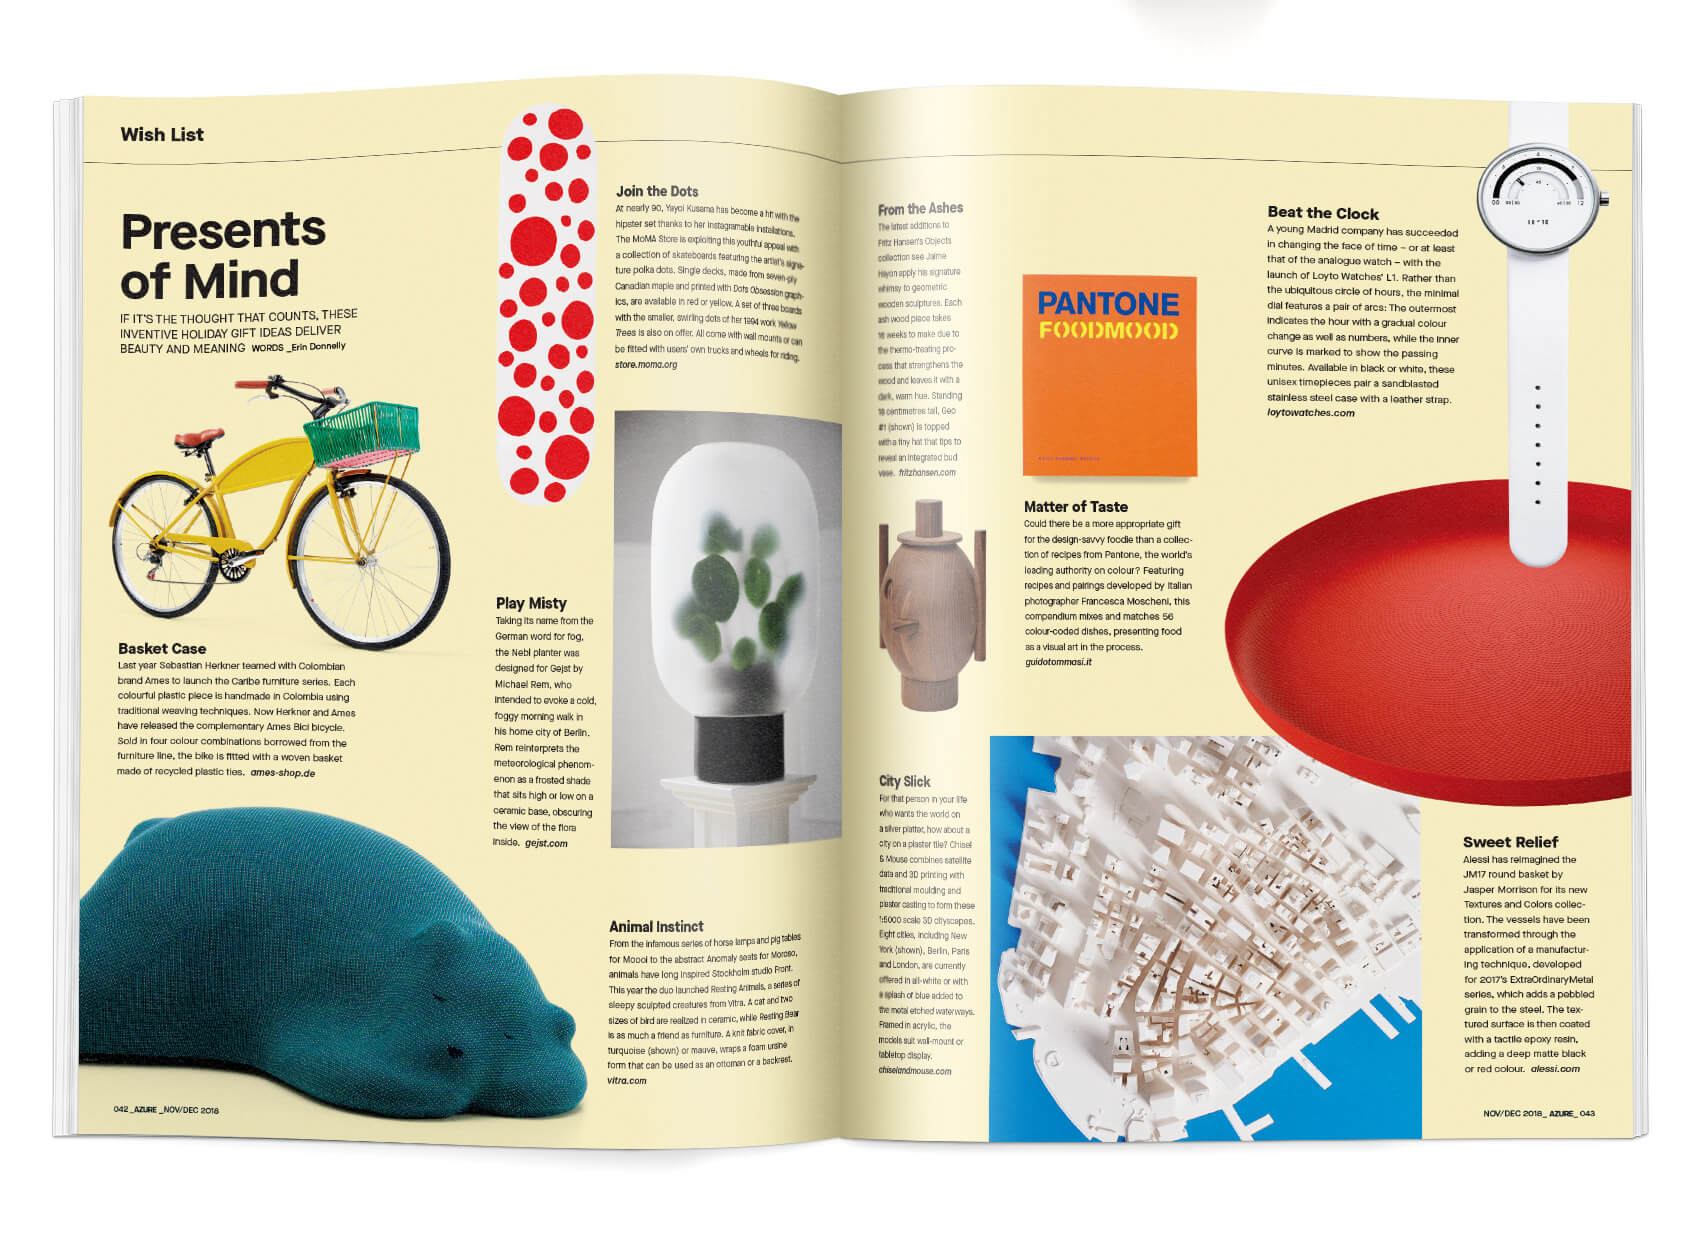 Wish List
Presents
of Mind
IF IT'S THE THOUGHT THAT COUNTS, THESE
INVENTIVE HOLIDAY GIFT IDEAS DELIVER
BEAUTY AND MEANING WORDS _Erin Donnelly
Basket Case
Last year Sebastian Herkner teamed with Colombian
brand Ames to launch the Caribe furniture series. Each
colourful plastic piece is handmade in Colombia using
traditional weaving techniques. Now Herkner and Ames
have released the complementary Ames Bici bicycle.
Sold in four colour combinations borrowed from the
furniture line, the bike is fitted with a woven basket
made of recycled plastic ties. ames-shop.de
Join the Dots
At nearly 90, Yayoi Kusama has become a hit with the
hipster set thanks to her Instagramable installations.
The MoMA Store is exploiting this youthful appeal with
a collection of skateboards featuring the artist's signa-
ture polka dots. Single decks, made from seven-ply
Canadian maple and printed with Dots Obsession graph-
ics, are available in red or yellow. A set of three boards
with the smaller, swirling dots of her 1994 work Yellow
Trees is also on offer. All come with wall mounts or can
be fitted with users' own trucks and wheels for riding.
store.moma.org
Play Misty
Taking its name from the
German word for fog,
the Nebl planter was
designed for Gejst by
Michael Rem, who
intended to evoke a cold,
foggy morning walk in
his home city of Berlin.
Rem reinterprets the
meteorological phenom-
enon as a frosted shade
that sits high or low on a
ceramic base, obscuring
the view of the flora
inside. gejst.com
Animal Instinct
From the infamous series of horse lamps and pig tables
for Moooi to the abstract Anomaly seats for Moroso,
animals have long inspired Stockholm studio Front.
This year the duo launched Resting Animals, a series of
sleepy sculpted creatures from Vitra. A cat and two
sizes of bird are realized in ceramic, while Resting Bear
is as much a friend as furniture. A knit fabric cover, in
turquoise (shown) or mauve, wraps a foam ursine
form that can be used as an ottoman or a backrest.
vitra.com
042 _AZURE _NOV/DEC 2018
From the Ashes
The latest additions to
Fritz Hansen's Objects
collection see Jaime
Hayon apply his signature
whimsy to geometric
wooden sculptures. Each
ash wood piece takes
16 weeks to make due to
the thermo-treating pro-
cess that strengthens the
wood and leaves it with a
dark, warm hue. Standing
18 centimetres tall, Geo
#1 (shown) is topped
with a tiny hat that tips to
reveal an integrated bud
vase. fritzhansen.com
City Slick
For that person in your life
who wants the world on
a silver platter, how about a
city on a plaster tile? Chisel
& Mouse combines satellite
data and 3D printing with
traditional moulding and
plaster casting to form these
1:5000 scale 3D cityscapes.
Eight cities, including New
York (shown), Berlin, Paris
and London, are currently
offered in all-white or with
a splash of blue added to
the metal etched waterways.
Framed in acrylic, the
models suit wall-mount or
tabletop display.
chiselandmouse.com
PANTONE
FOODMOOD
Matter of Taste
Could there be a more appropriate gift
for the design-savvy foodie than a collec-
tion of recipes from Pantone, the world's
leading authority on colour? Featuring
recipes and pairings developed by Italian
photographer Francesca Moscheni, this
compendium mixes and matches 56
colour-coded dishes, presenting food
as a visual art in the process.
guidotommasi.it
Beat the Clock
A young Madrid company has succeeded
in changing the face of time – or at least
that of the analogue watch – with the
launch of Loyto Watches' L1. Rather than
the ubiquitous circle of hours, the minimal
dial features a pair of arcs: The outermost
indicates the hour with a gradual colour
change as well as numbers, while the inner
curve is marked to show the passing
minutes. Available in black or white, these
unisex timepieces pair a sandblasted
stainless steel case with a leather strap.
loytowatches.com
Sweet Relief
Alessi has reimagined the
JM17 round basket by
Jasper Morrison for its new
Textures and Colors collec-
tion. The vessels have been
transformed through the
application of a manufactur-
ing technique, developed
for 2017's ExtraOrdinaryMetal
series, which adds a pebbled
grain to the steel. The tex-
tured surface is then coated
with a tactile epoxy resin,
adding a deep matte black
or red colour. alessi.com
NOV/DEC 2018_ AZURE_ 043